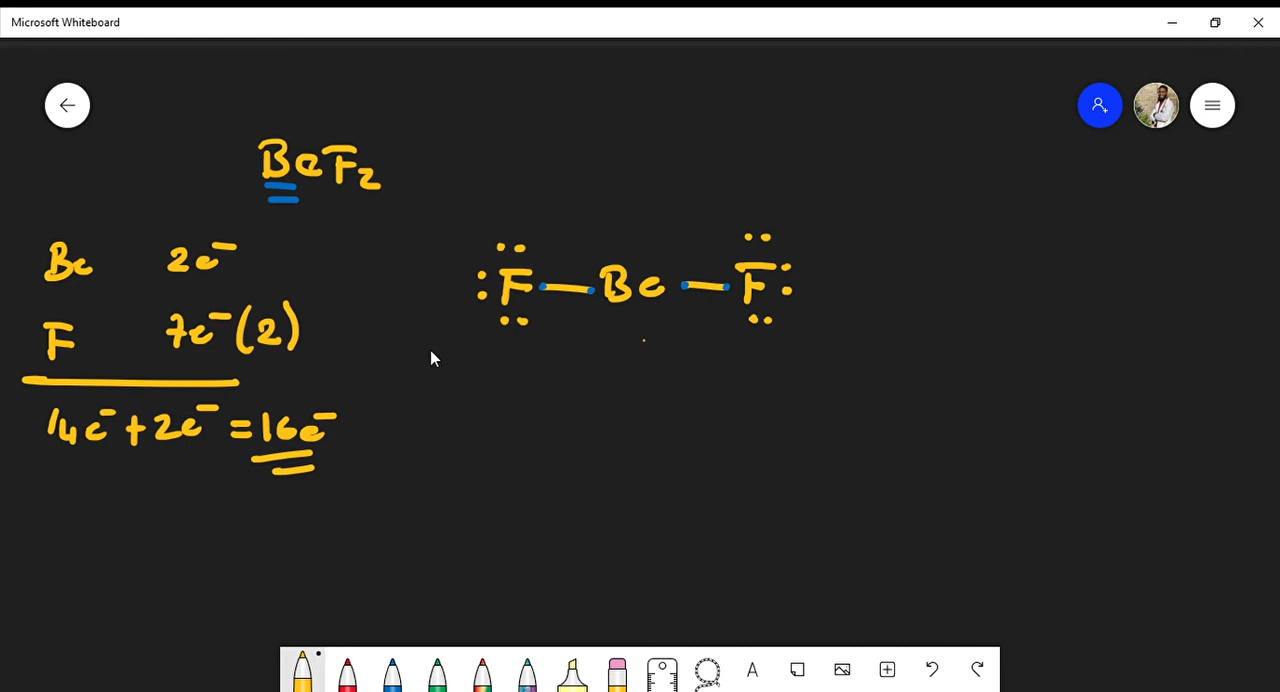 Microsoft Whiteboard
BeF₂
Be 2e⁻
F 7e⁻(2)
14e⁻ + 2e⁻ = 16e⁻
:F̤̈ — Be — F̤̈:
A